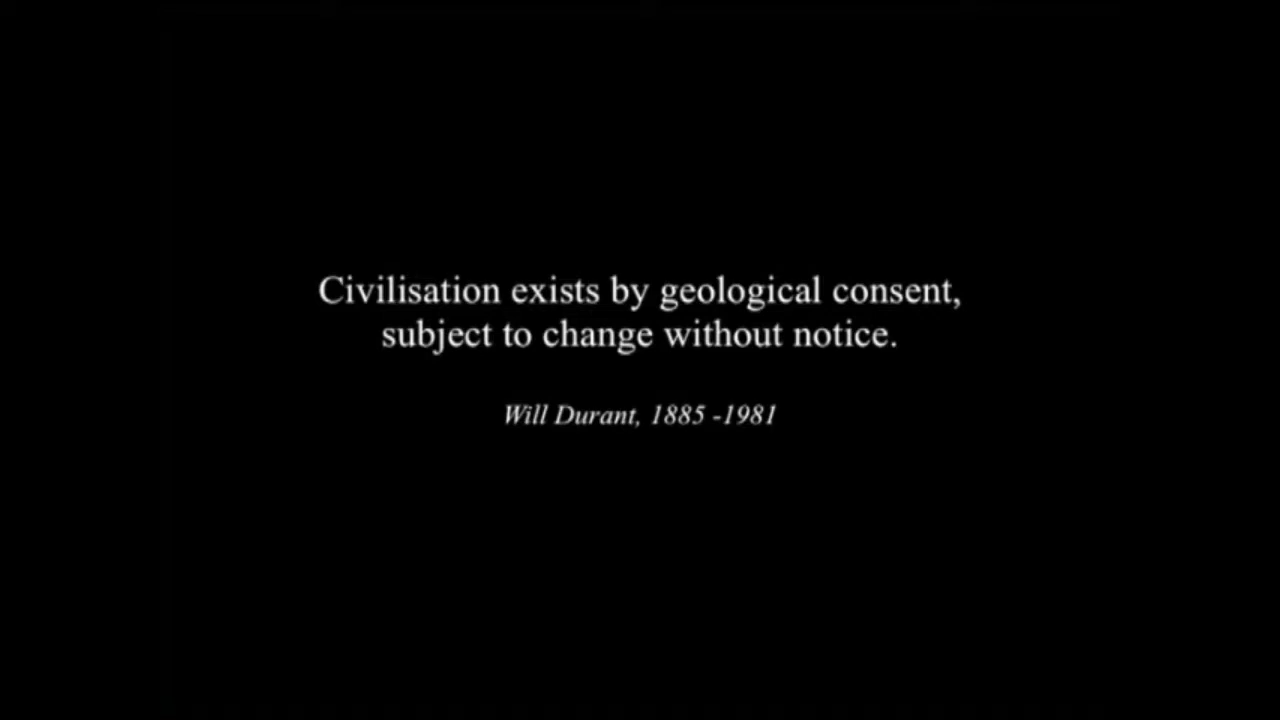 Civilisation exists by geological consent,
subject to change without notice.
Will Durant, 1885 -1981